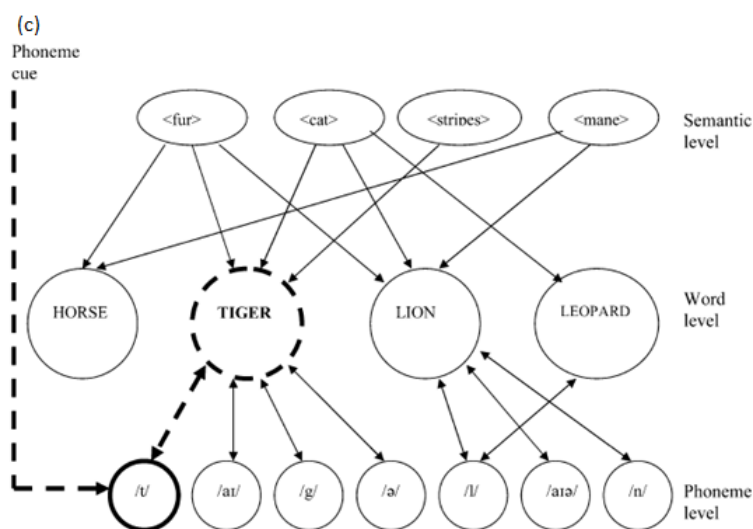 (c)
Phoneme
cue
<fur>
<cat>
<stripes>
<mane>
Semantic
level
HORSE
TIGER
LION
LEOPARD
Word
level
/t/
/aɪ/
/g/
/ə/
/l/
/aɪə/
/n/
Phoneme
level